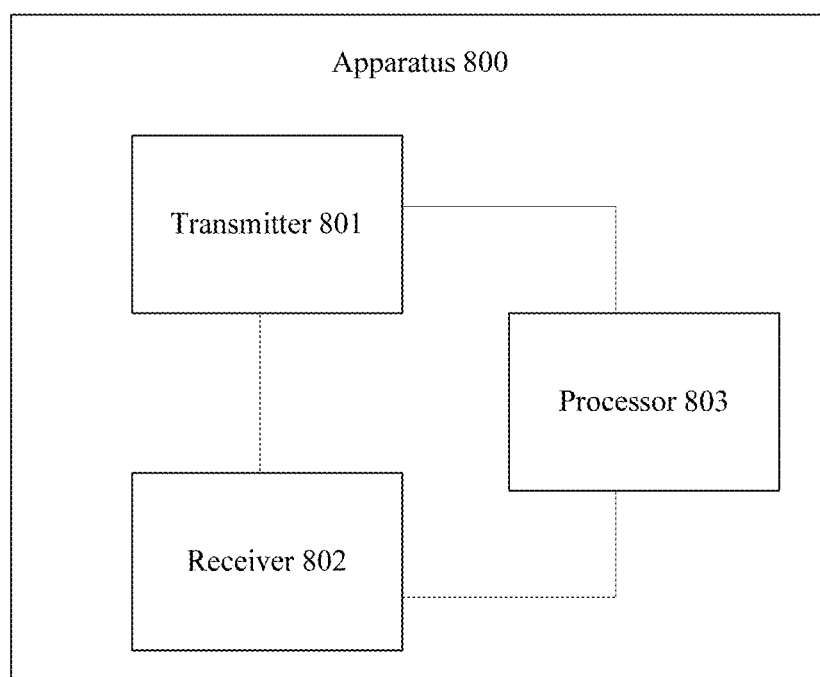 Apparatus 800
Transmitter 801
Processor 803
Receiver 802